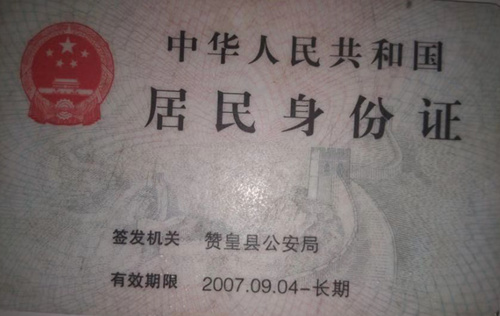 中华人民共和国
居民身份证
签发机关 赞皇县公安局
有效期限 2007.09.04-长期